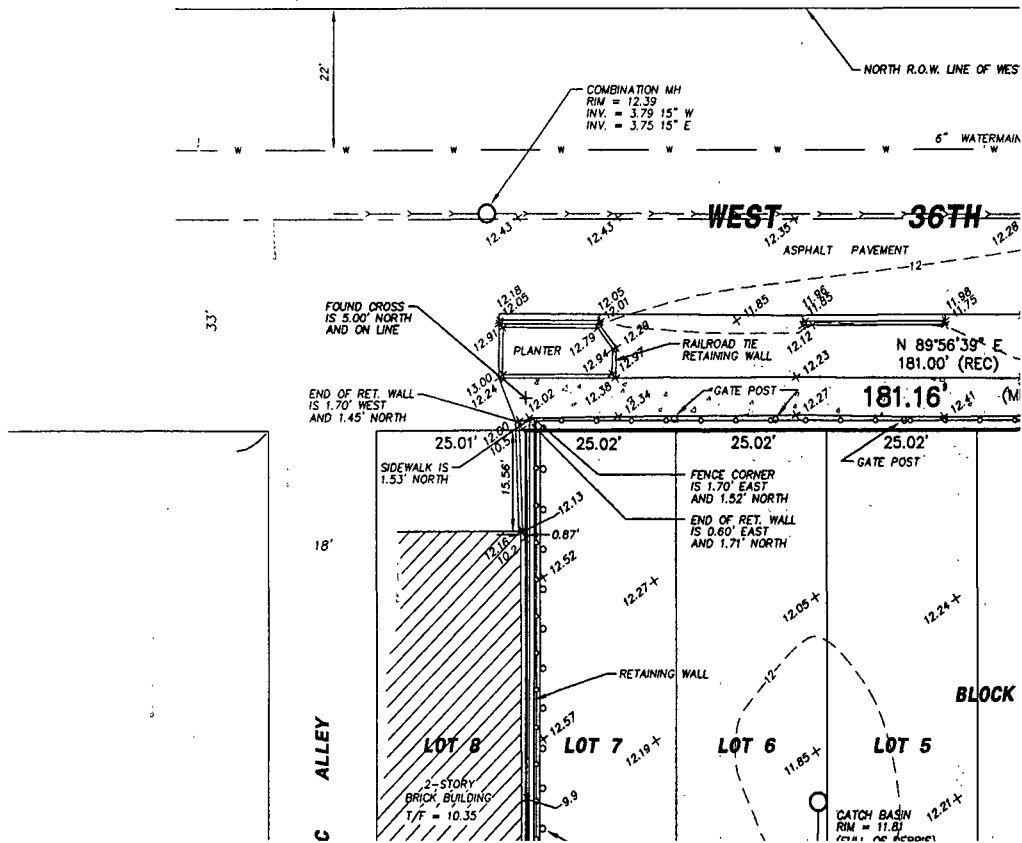 22'
NORTH R.O.W. LINE OF WES
COMBINATION MH
RIM = 12.39
INV. = 3.79 15" W
INV. = 3.75 15" E
6" WATERMAIN
W W W W W W W W
WEST 36TH
12.43
12.43
12.35
12.28
ASPHALT PAVEMENT
12
33'
FOUND CROSS
IS 5.00' NORTH
AND ON LINE
12.18
12.05
12.05
12.01
11.85
11.96
11.85
11.98
11.75
12.91
PLANTER
12.79
12.29
12.94
12.97
RAILROAD TIE
RETAINING WALL
12.12
12.23
N 89°56'39" E
181.00' (REC)
181.16'
13.00
12.24
12.02
12.38
12.34
GATE POST
12.27
12.41
END OF RET. WALL
IS 1.70' WEST
AND 1.45' NORTH
12.00
25.01'
25.02'
25.02'
25.02'
GATE POST
SIDEWALK IS
1.53' NORTH
15.56'
FENCE CORNER
IS 1.70' EAST
AND 1.52' NORTH
END OF RET. WALL
IS 0.60' EAST
AND 1.71' NORTH
12.13
0.87'
12.16
10.2
18'
12.52
12.27
12.05
12.24
RETAINING WALL
12
BLOCK
ALLEY
LOT 8
LOT 7
LOT 6
LOT 5
12.57
12.19
11.85
2-STORY
BRICK BUILDING
T/F = 10.35
9.9
12.21
CATCH BASIN
RIM = 11.81
(FULL OF DEBRIS)
C